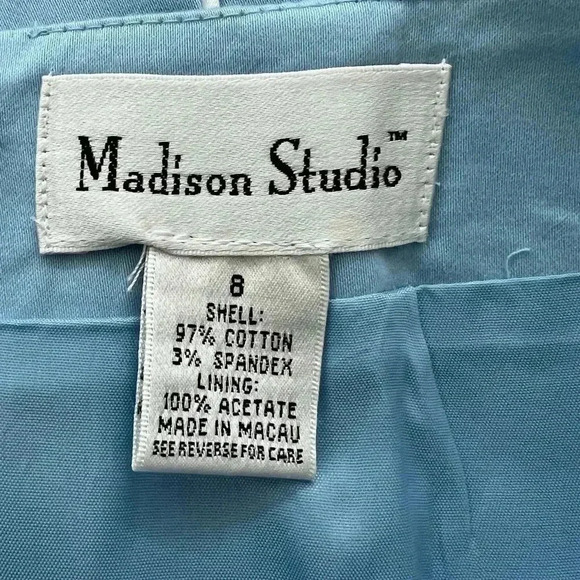 Madison Studio™
8
SHELL:
97% COTTON
3% SPANDEX
LINING:
100% ACETATE
MADE IN MACAU
SEE REVERSE FOR CARE